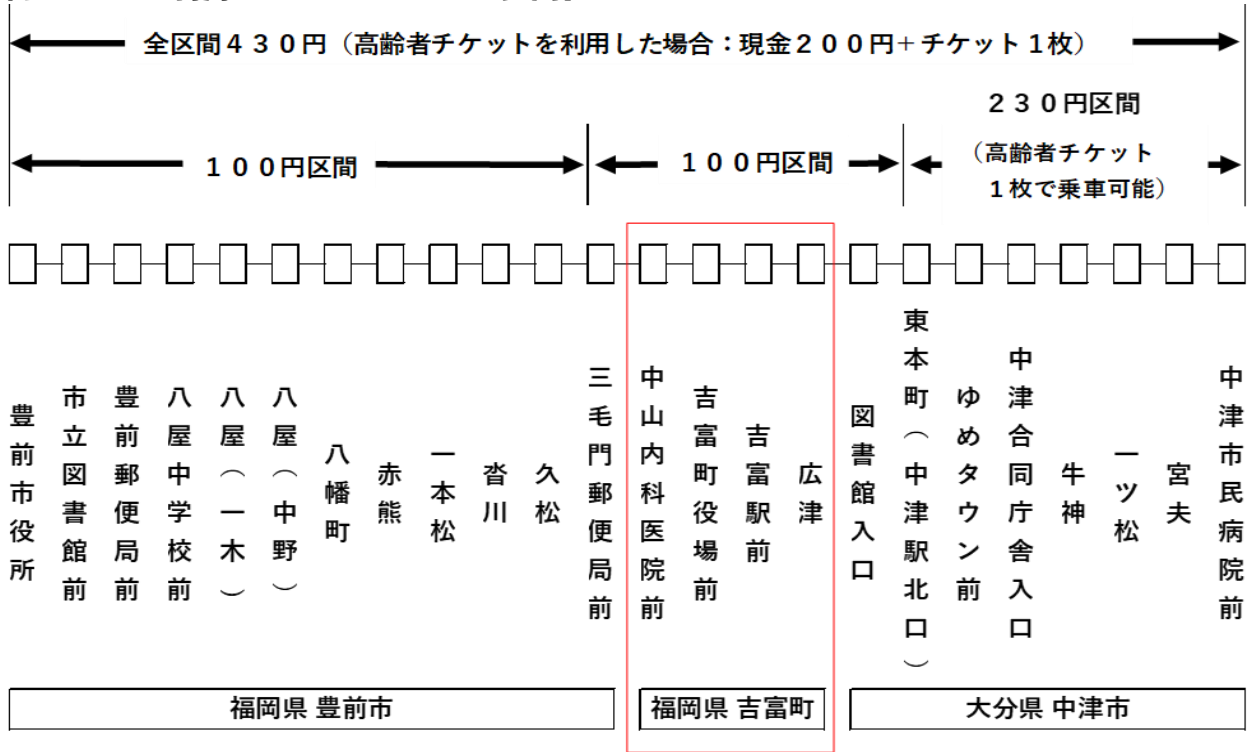 全区間４３０円（高齢者チケットを利用した場合：現金２００円＋チケット１枚）
２３０円区間
（高齢者チケット
１枚で乗車可能）
１００円区間
１００円区間
豊前市役所
市立図書館前
豊前郵便局前
八屋中学校前
八屋（一木）
八屋（中野）
八幡町
赤熊
一本松
沓川
久松
三毛門郵便局前
中山内科医院前
吉富町役場前
吉富駅前
広津
図書館入口
東本町（中津駅北口）
ゆめタウン前
中津合同庁舎入口
牛神
一ツ松
宮夫
中津市民病院前
福岡県 豊前市
福岡県 吉富町
大分県 中津市